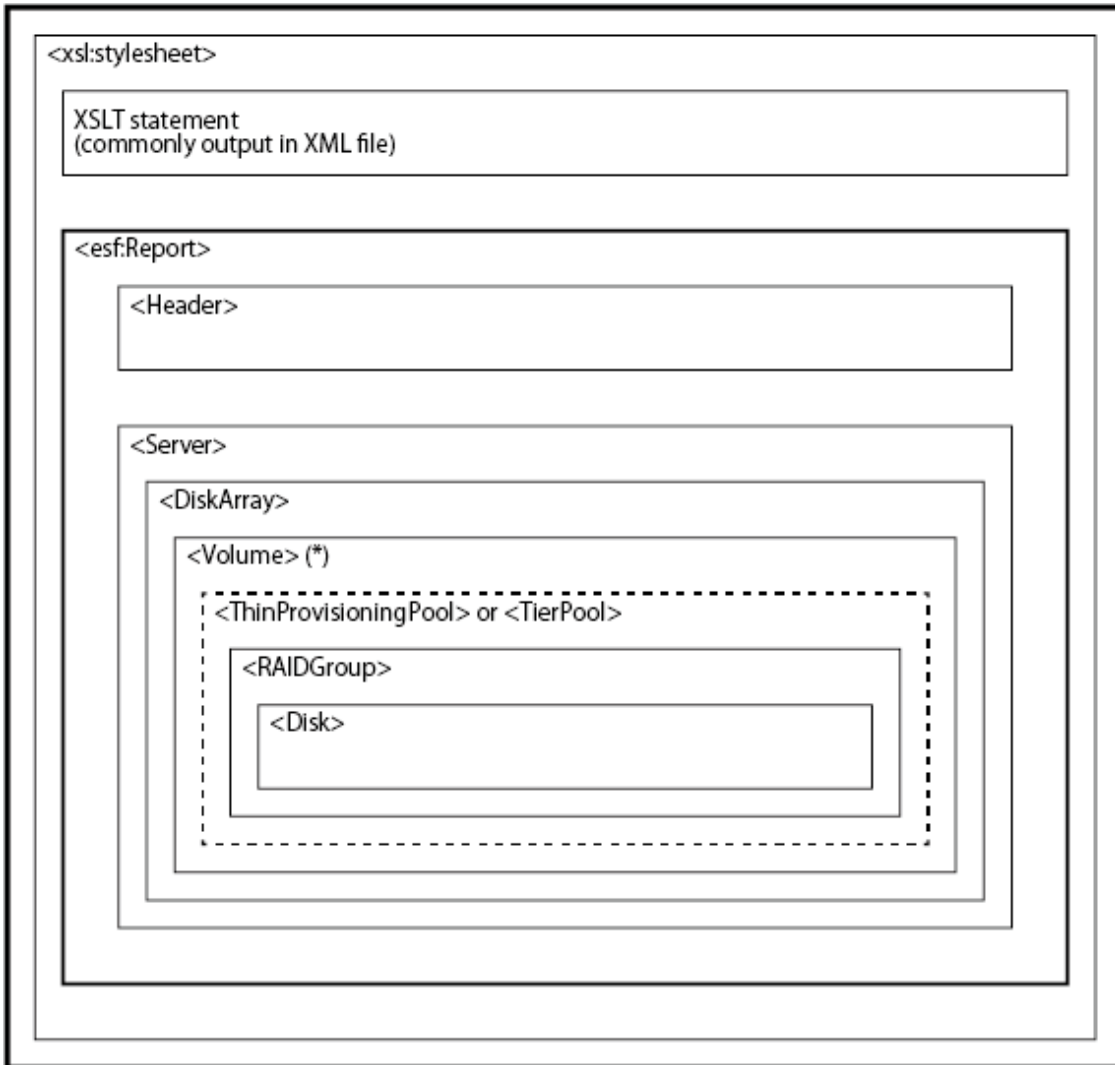 <xsl:stylesheet>
XSLT statement
(commonly output in XML file)
<esf:Report>
<Header>
<Server>
<DiskArray>
<Volume> (*)
<ThinProvisioningPool> or <TierPool>
<RAIDGroup>
<Disk>